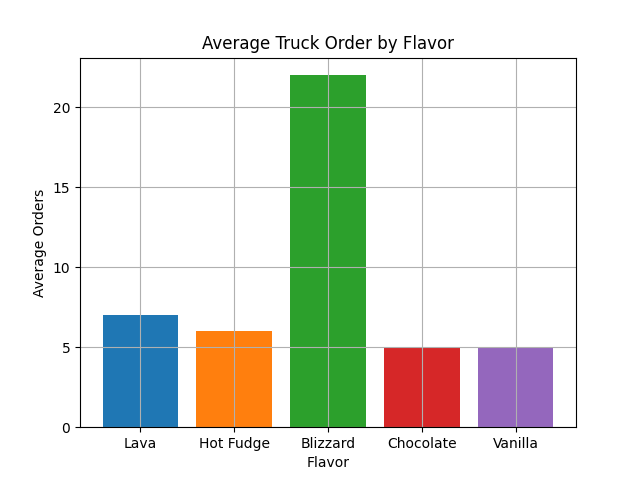 Average Truck Order by Flavor
Average Orders
20
15
10
5
0
Lava Hot Fudge Blizzard Chocolate Vanilla
Flavor